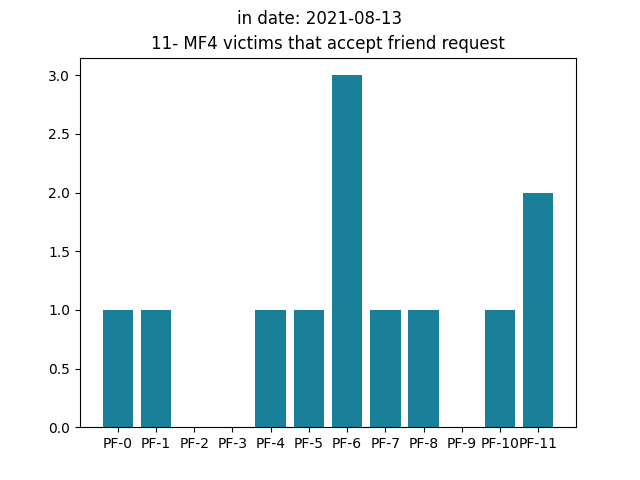 in date: 2021-08-13
11- MF4 victims that accept friend request
3.0
2.5
2.0
1.5
1.0
0.5
0.0
PF-0 PF-1 PF-2 PF-3 PF-4 PF-5 PF-6 PF-7 PF-8 PF-9 PF-10 PF-11